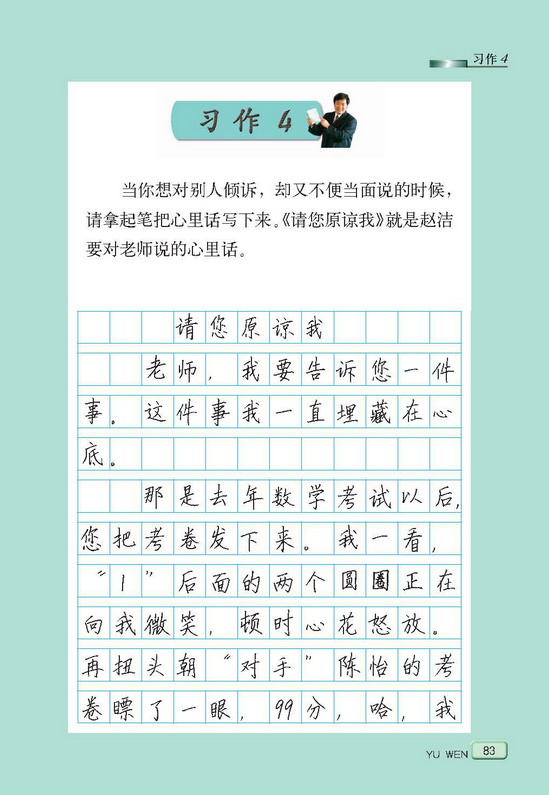 习作4
习作4
当你想对别人倾诉，却又不便当面说的时候，
请拿起笔把心里话写下来。《请您原谅我》就是赵洁
要对老师说的心里话。
请您原谅我
老师，我要告诉您一件
事。这件事我一直埋藏在心
底。
那是去年数学考试以后，
您把考卷发下来。我一看，
“1”后面的两个圆圈正在
向我微笑，顿时心花怒放。
再扭头朝“对手”陈怡的考
卷瞟了一眼，99分，哈，我
YU WEN 83